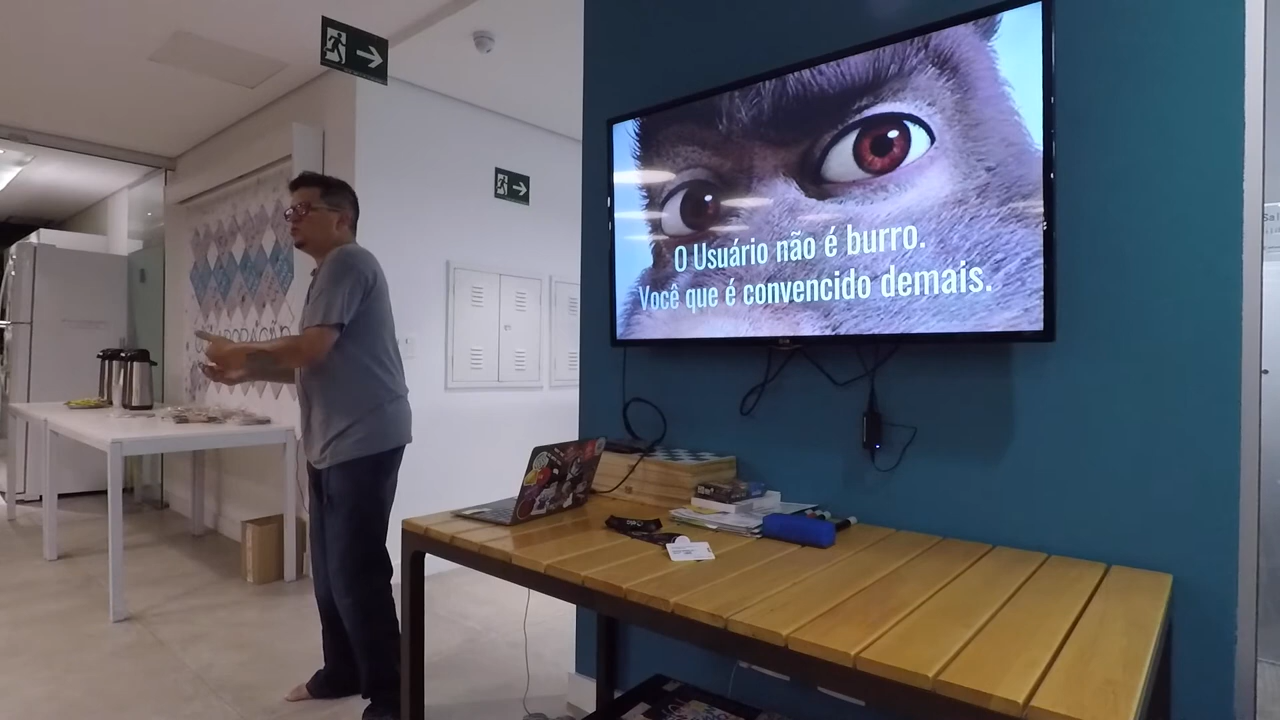 O Usuário não é burro.
Você que é convencido demais.